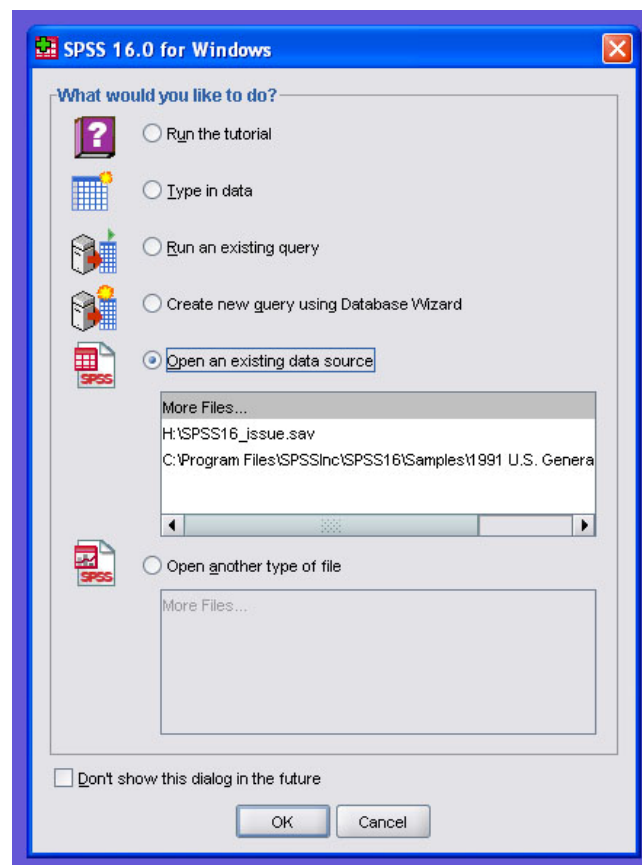 SPSS 16.0 for Windows
What would you like to do?
Run the tutorial
Type in data
Run an existing query
Create new query using Database Wizard
SPSS
Open an existing data source
More Files...
H:\SPSS16_issue.sav
C:\Program Files\SPSSInc\SPSS16\Samples\1991 U.S. Genera
SPSS
Open another type of file
More Files...
Don't show this dialog in the future
OK Cancel